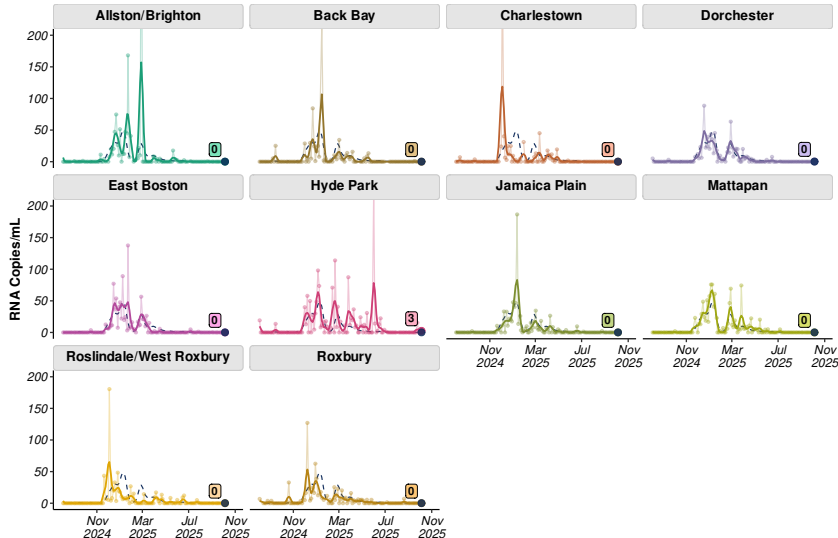 Allston/Brighton
Back Bay
Charlestown
Dorchester
200
150
100
50
0
0
0
0
0
East Boston
Hyde Park
Jamaica Plain
Mattapan
RNA Copies/mL
200
150
100
50
0
0
3
0
0
Nov 2024
Mar 2025
Jul 2025
Nov 2025
Nov 2024
Mar 2025
Jul 2025
Nov 2025
Roslindale/West Roxbury
Roxbury
200
150
100
50
0
0
0
Nov 2024
Mar 2025
Jul 2025
Nov 2025
Nov 2024
Mar 2025
Jul 2025
Nov 2025